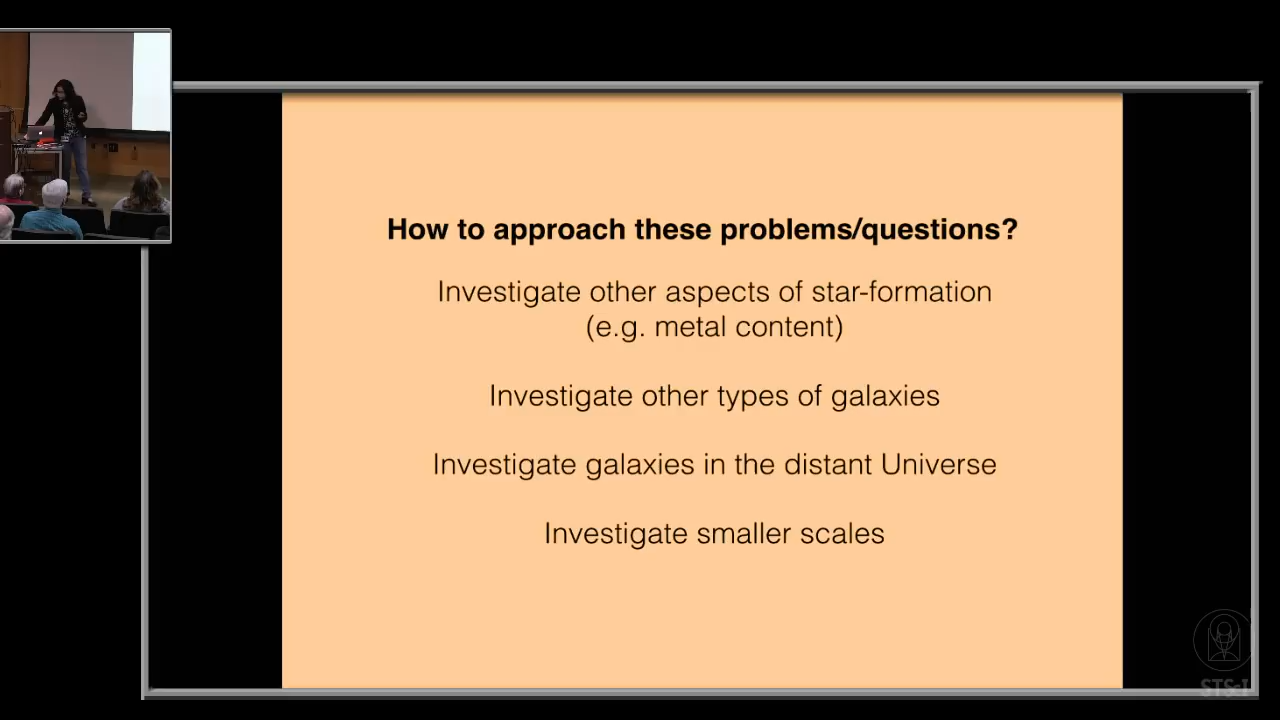 How to approach these problems/questions?
Investigate other aspects of star-formation
(e.g. metal content)
Investigate other types of galaxies
Investigate galaxies in the distant Universe
Investigate smaller scales
STScI